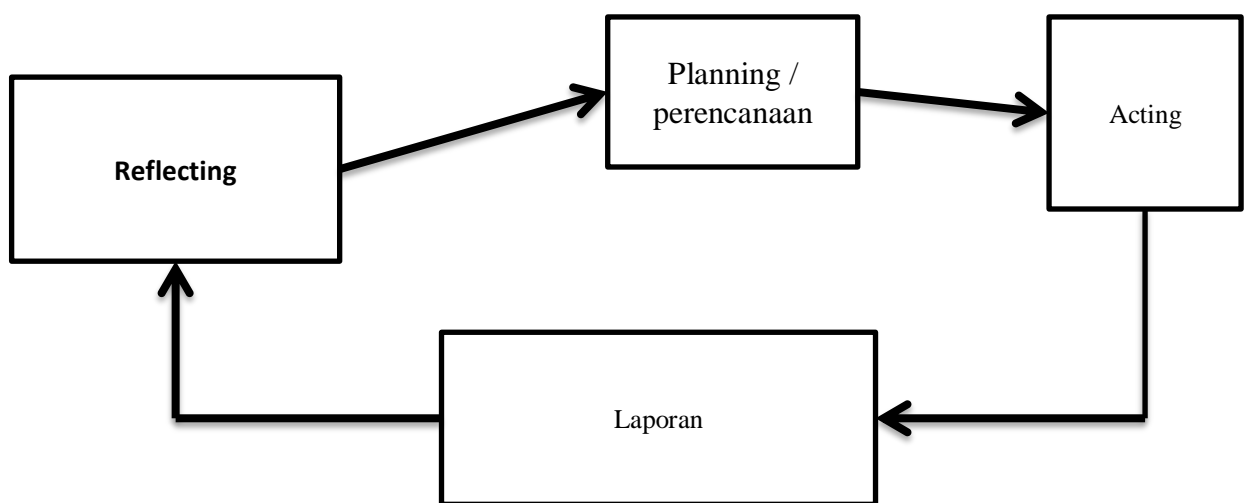 Planning /
perencanaan
Acting
Reflecting
Laporan